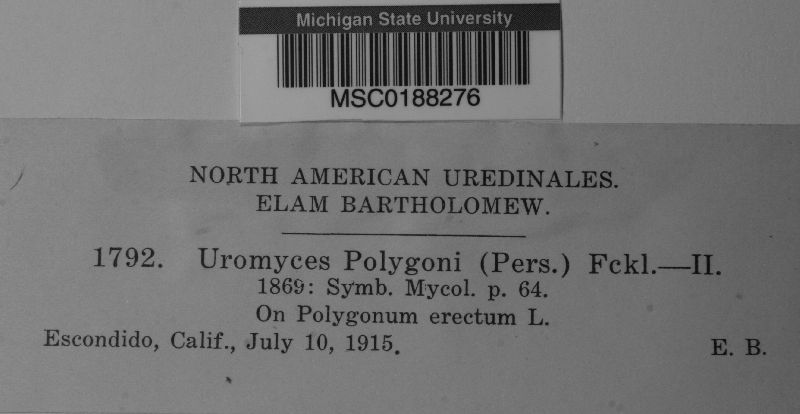 Michigan State University
MSC0188276
NORTH AMERICAN UREDINALES.
ELAM BARTHOLOMEW.
1792. Uromyces Polygoni (Pers.) Fckl.—II.
1869: Symb. Mycol. p. 64.
On Polygonum erectum L.
Escondido, Calif., July 10, 1915. E. B.